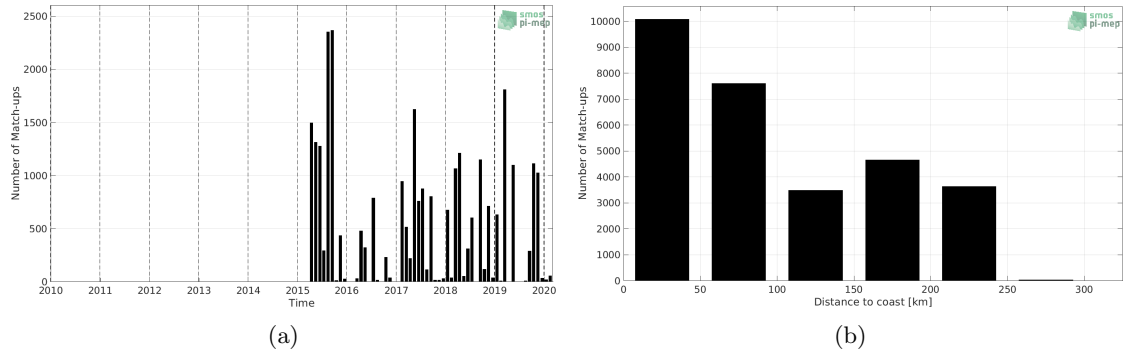 smos
pi-mep
Number of Match-ups
2500
2000
1500
1000
500
0
2010 2011 2012 2013 2014 2015 2016 2017 2018 2019 2020
Time
(a)
smos
pi-mep
Number of Match-ups
10000
9000
8000
7000
6000
5000
4000
3000
2000
1000
0
0 50 100 150 200 250 300
Distance to coast [km]
(b)